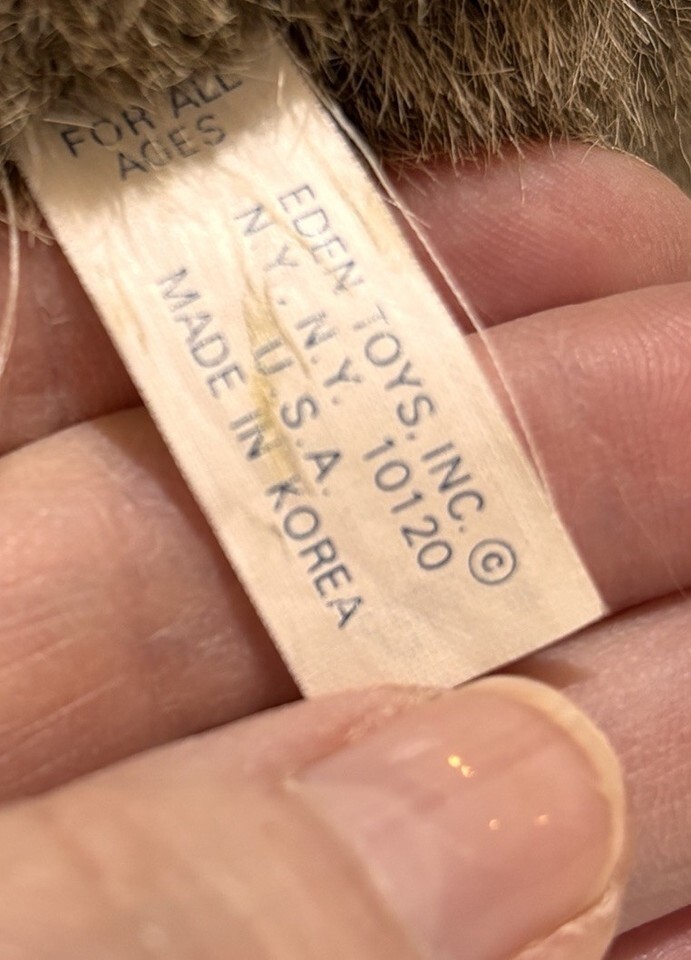 FOR ALL
AGES
EDEN TOYS, INC. ©
N.Y., N.Y. 10120
U.S.A.
MADE IN KOREA